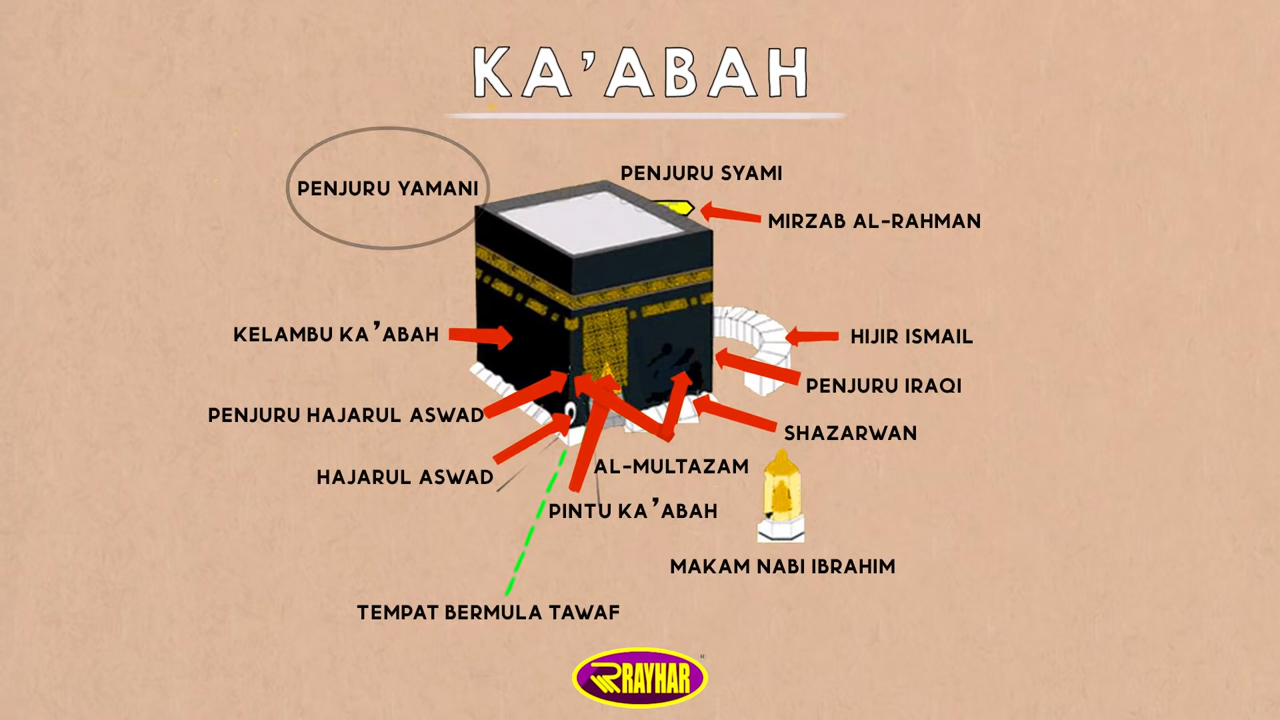 KA'ABAH
PENJURU SYAMI
PENJURU YAMANI
MIRZAB AL-RAHMAN
KELAMBU KA'ABAH
HIJIR ISMAIL
PENJURU IRAQI
PENJURU HAJARUL ASWAD
SHAZARWAN
AL-MULTAZAM
HAJARUL ASWAD
PINTU KA'ABAH
MAKAM NABI IBRAHIM
TEMPAT BERMULA TAWAF
RAYHAR